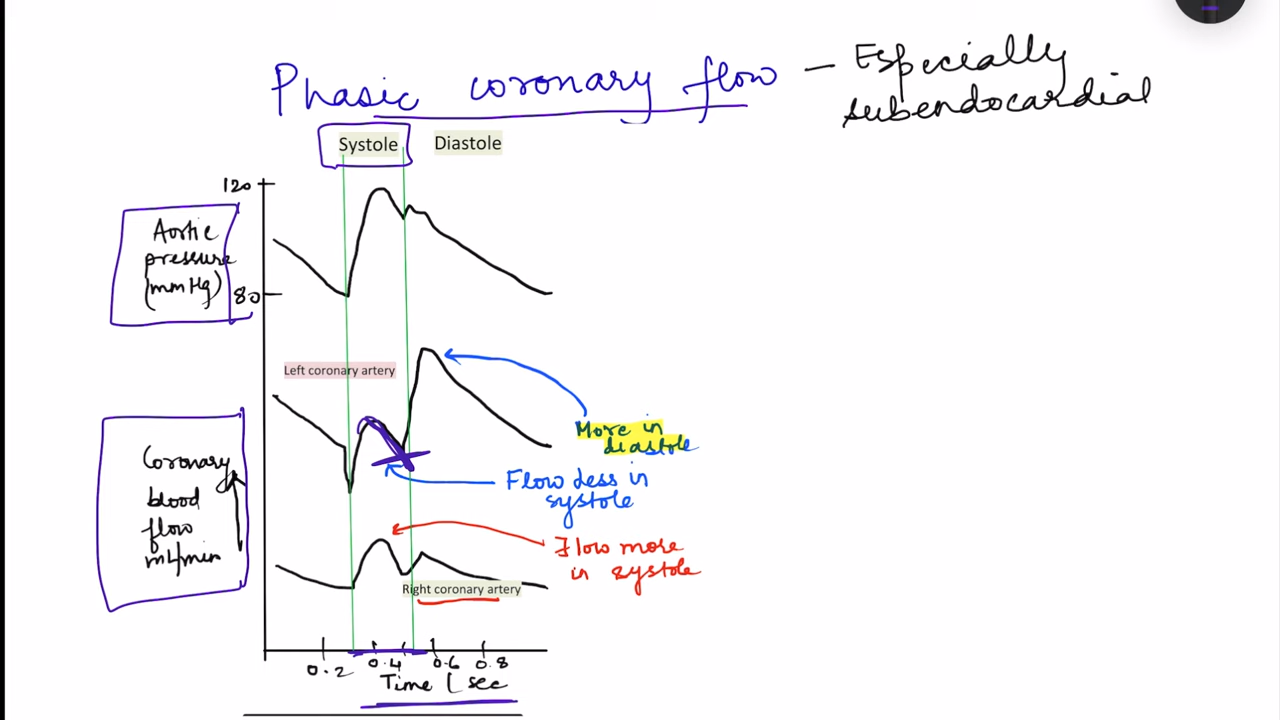 Phasic coronary flow – Especially
subendocardial
Systole
Diastole
120
Aortic
pressure
(mmHg)
80
Left coronary artery
More in
diastole
Coronary
blood
flow
mL/min
Flow less in
systole
Flow more
in systole
Right coronary artery
0.2 0.4 0.6 0.8
Time (sec